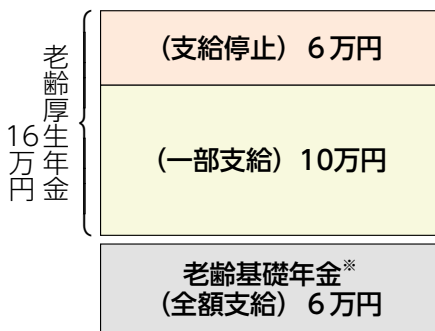 老齢厚生年金
16万円
(支給停止) 6万円
(一部支給) 10万円
老齢基礎年金※
(全額支給) 6万円